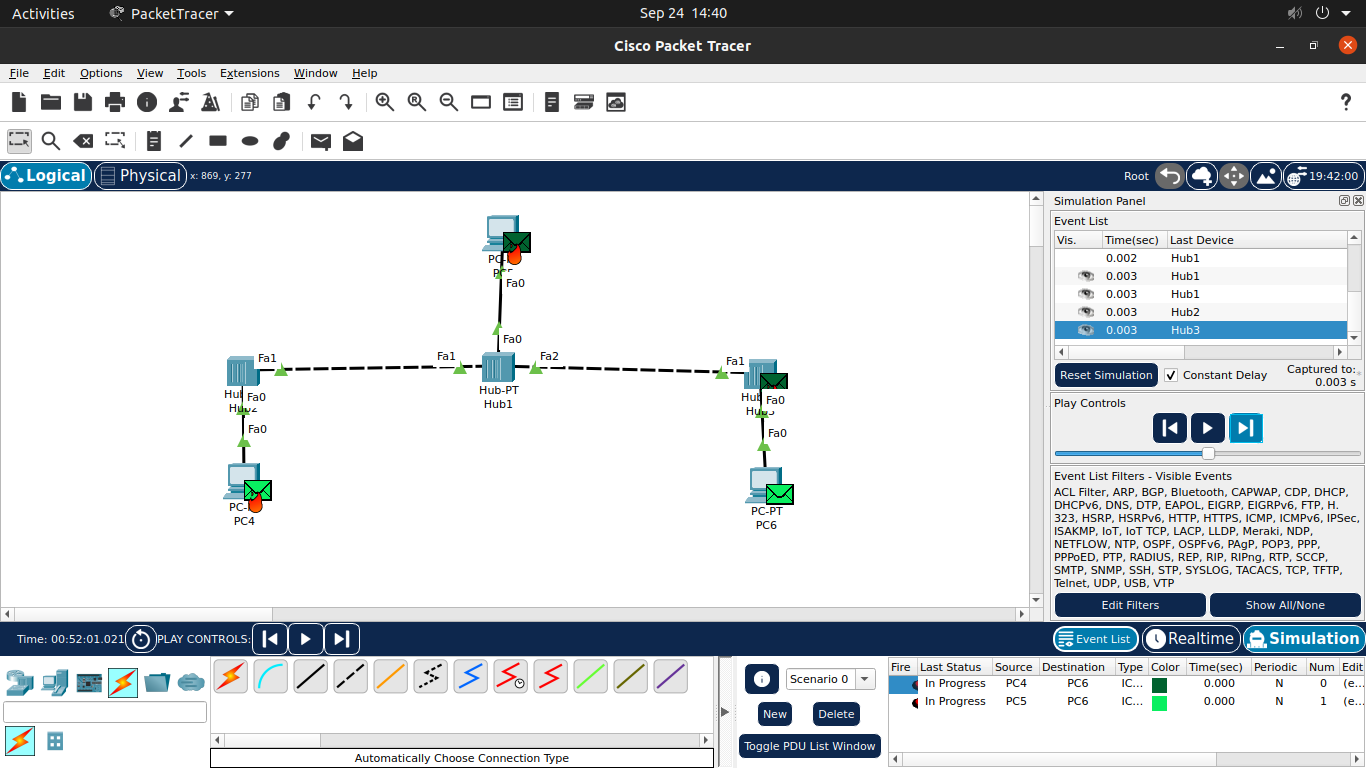 Activities PacketTracer Sep 24 14:40
Cisco Packet Tracer
File Edit Options View Tools Extensions Window Help
?
Logical Physical x: 869, y: 277 Root 19:42:00
Simulation Panel
Event List
Vis. Time(sec) Last Device
0.002 Hub1
0.003 Hub1
0.003 Hub1
0.003 Hub2
0.003 Hub3
Reset Simulation Constant Delay Captured to:
0.003 s
Play Controls
Event List Filters - Visible Events
ACL Filter, ARP, BGP, Bluetooth, CAPWAP, CDP, DHCP,
DHCPv6, DNS, DTP, EAPOL, EIGRP, EIGRPv6, FTP, H.
323, HSRP, HSRPv6, HTTP, HTTPS, ICMP, ICMPv6, IPSec,
ISAKMP, IoT, IoT TCP, LACP, LLDP, Meraki, NDP,
NETFLOW, NTP, OSPF, OSPFv6, PAgP, POP3, PPP,
PPPoED, PTP, RADIUS, REP, RIP, RIPng, RTP, SCCP,
SMTP, SNMP, SSH, STP, SYSLOG, TACACS, TCP, TFTP,
Telnet, UDP, USB, VTP
Edit Filters Show All/None
PC-
PC5
Fa0
Fa0
Fa1 Fa1 Fa2 Fa1
Hub-PT
Hub1
Hub Fa0
Hub2
Fa0
PC-
PC4
Hub Fa0
Hub3
Fa0
PC-PT
PC6
Time: 00:52:01.021 PLAY CONTROLS: Event List Realtime Simulation
Automatically Choose Connection Type
Scenario 0
New Delete
Toggle PDU List Window
Fire Last Status Source Destination Type Color Time(sec) Periodic Num Edit
In Progress PC4 PC6 IC... 0.000 N 0 (e...
In Progress PC5 PC6 IC... 0.000 N 1 (e...